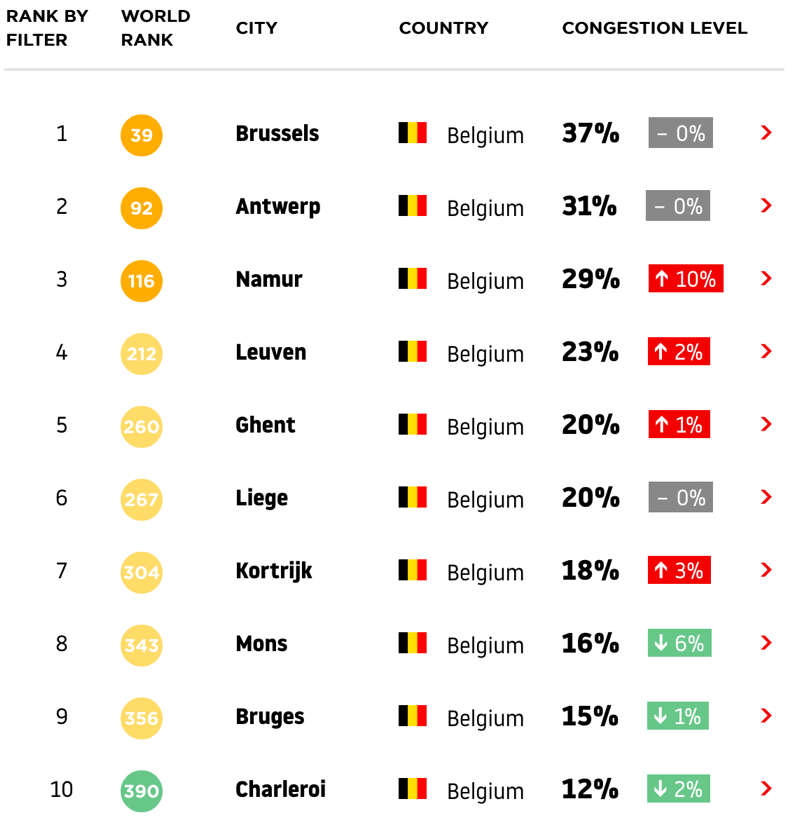 RANK BY FILTER WORLD RANK CITY COUNTRY CONGESTION LEVEL
1 39 Brussels Belgium 37% – 0%
2 92 Antwerp Belgium 31% – 0%
3 116 Namur Belgium 29% ↑ 10%
4 212 Leuven Belgium 23% ↑ 2%
5 260 Ghent Belgium 20% ↑ 1%
6 267 Liege Belgium 20% – 0%
7 304 Kortrijk Belgium 18% ↑ 3%
8 343 Mons Belgium 16% ↓ 6%
9 356 Bruges Belgium 15% ↓ 1%
10 390 Charleroi Belgium 12% ↓ 2%